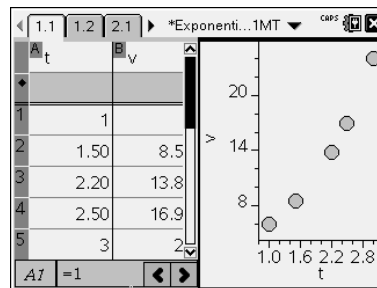 1.1 1.2 2.1 *Exponenti...1MT CAPS
A t B v
◆
1 1
2 1.50 8.5
3 2.20 13.8
4 2.50 16.9
5 3 2
A1 =1
20
14
8
v
1.0 1.6 2.2 2.8
t